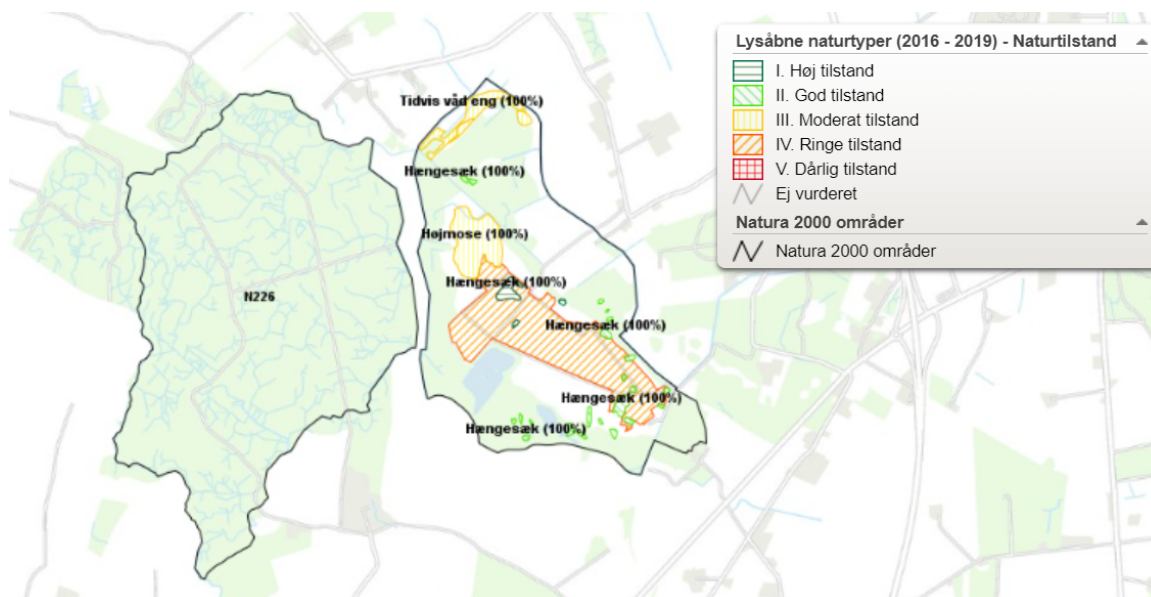 Lysåbne naturtyper (2016 - 2019) - Naturtilstand
I. Høj tilstand
II. God tilstand
III. Moderat tilstand
IV. Ringe tilstand
V. Dårlig tilstand
Ej vurderet
Natura 2000 områder
Natura 2000 områder
Tidvis våd eng (100%)
Hængesæk (100%)
Højmose (100%)
Hængesæk (100%)
N226
Hængesæk (100%)
Hængesæk (100%)
Hængesæk (100%)